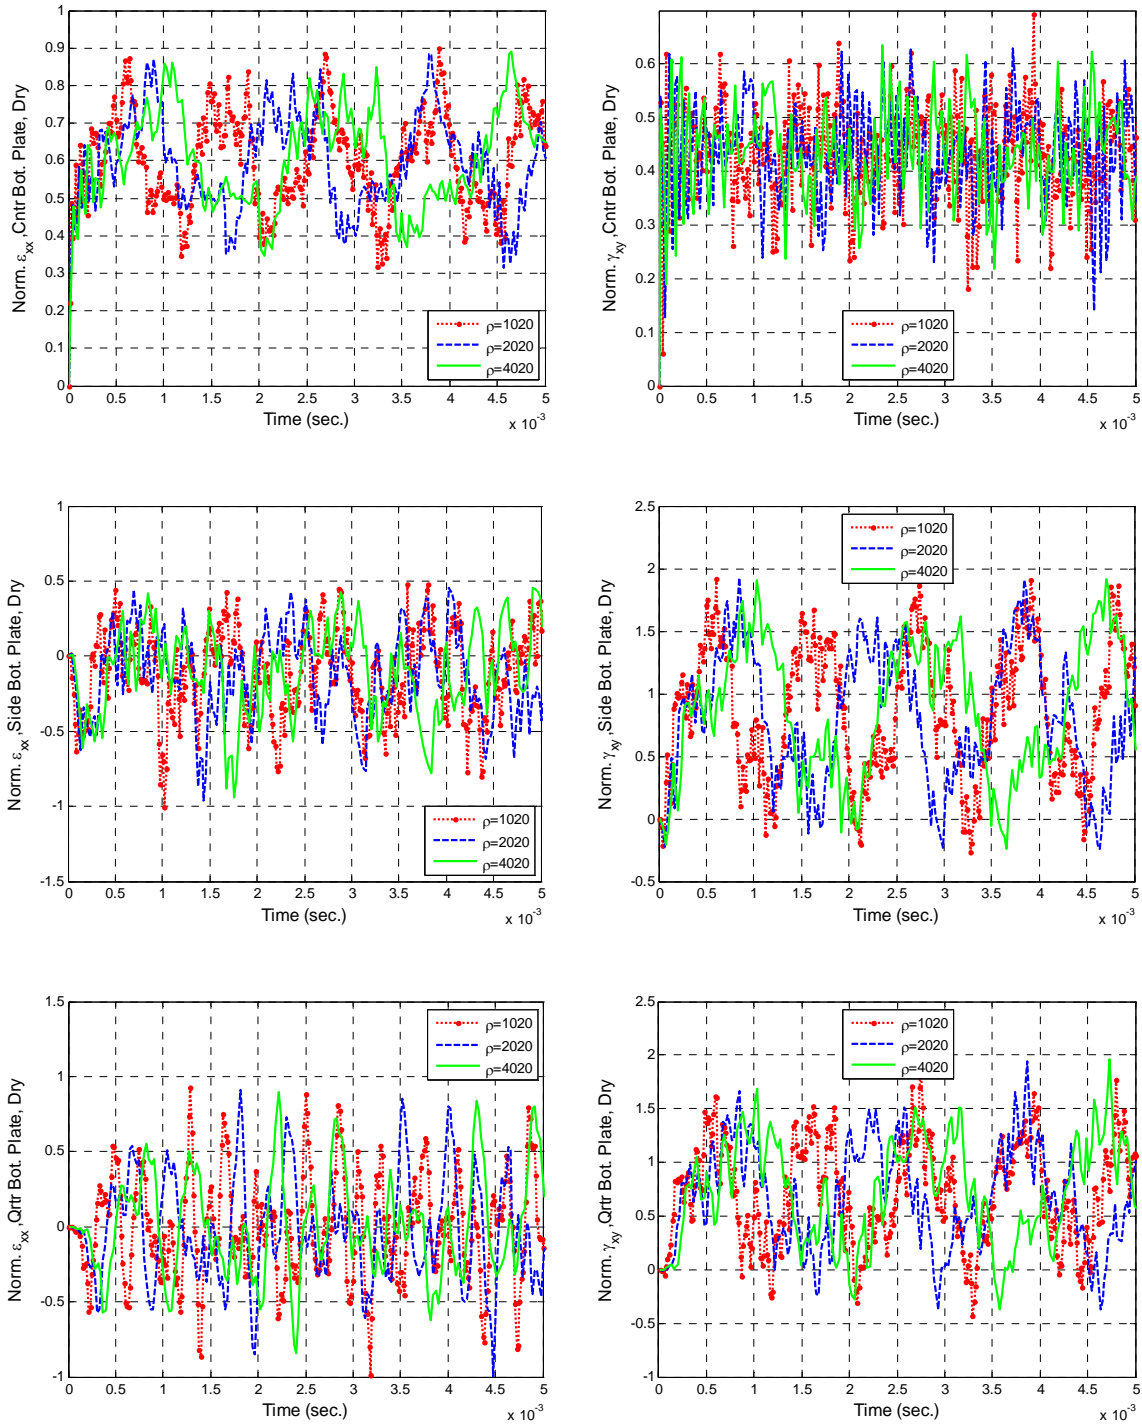 Norm. εxx ,Cntr Bot. Plate, Dry
1
0.9
0.8
0.7
0.6
0.5
0.4
0.3
0.2
0.1
0
0 0.5 1 1.5 2 2.5 3 3.5 4 4.5 5
x 10-3
Time (sec.)
ρ=1020
ρ=2020
ρ=4020
Norm. γxy ,Cntr Bot. Plate, Dry
0.6
0.5
0.4
0.3
0.2
0.1
0
0 0.5 1 1.5 2 2.5 3 3.5 4 4.5 5
x 10-3
Time (sec.)
ρ=1020
ρ=2020
ρ=4020
Norm. εxx ,Side Bot. Plate, Dry
1
0.5
0
-0.5
-1
-1.5
0 0.5 1 1.5 2 2.5 3 3.5 4 4.5 5
x 10-3
Time (sec.)
ρ=1020
ρ=2020
ρ=4020
Norm. γxy ,Side Bot. Plate, Dry
2.5
2
1.5
1
0.5
0
-0.5
0 0.5 1 1.5 2 2.5 3 3.5 4 4.5 5
x 10-3
Time (sec.)
ρ=1020
ρ=2020
ρ=4020
Norm. εxx ,Qrtr Bot. Plate, Dry
1.5
1
0.5
0
-0.5
-1
0 0.5 1 1.5 2 2.5 3 3.5 4 4.5 5
x 10-3
Time (sec.)
ρ=1020
ρ=2020
ρ=4020
Norm. γxy ,Qrtr Bot. Plate, Dry
2.5
2
1.5
1
0.5
0
-0.5
-1
0 0.5 1 1.5 2 2.5 3 3.5 4 4.5 5
x 10-3
Time (sec.)
ρ=1020
ρ=2020
ρ=4020